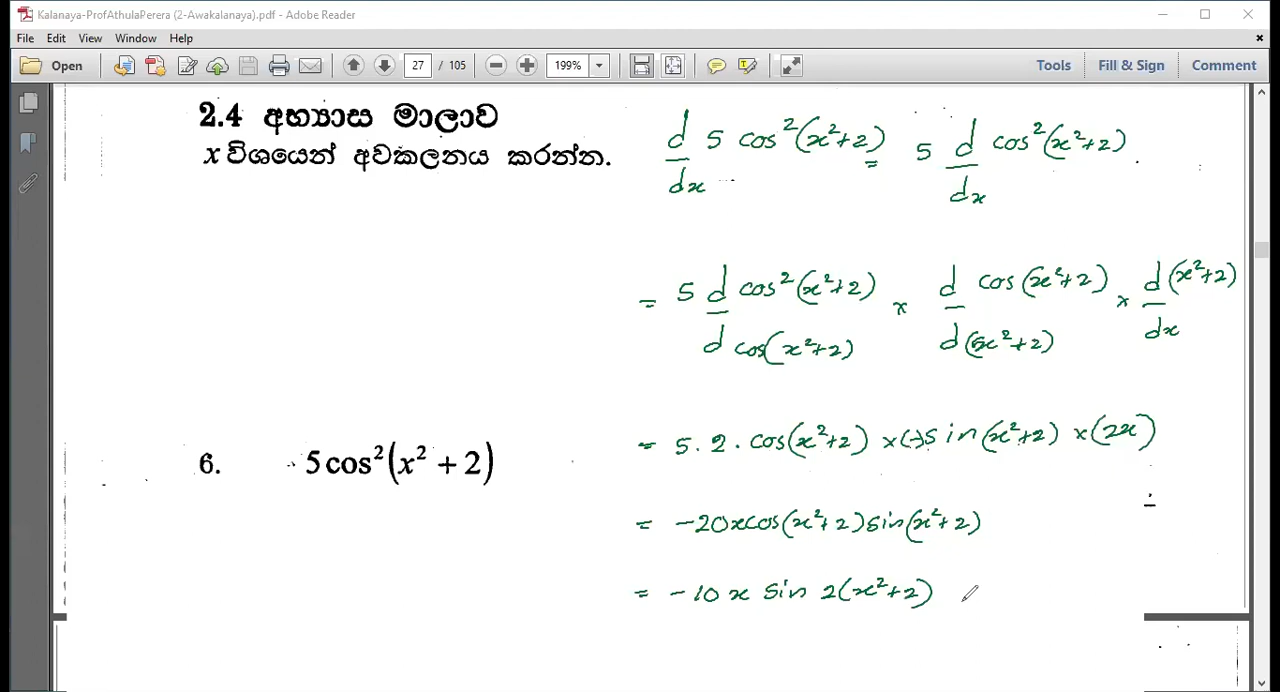 Kalanaya-ProfAthulaPerera (2-Awakalanaya).pdf - Adobe Reader
File Edit View Window Help
Open 27 / 105 199% Tools Fill & Sign Comment
2.4 අභ්‍යාස මාලාව
x විශයෙන් අවකලනය කරන්න.
d/dx 5 cos²(x²+2) = 5 d/dx cos²(x²+2)
= 5 d cos²(x²+2)/d cos(x²+2) × d cos(x²+2)/d(x²+2) × d(x²+2)/dx
= 5.2.cos(x²+2) ×(-)sin(x²+2) ×(2x)
6. 5cos²(x² + 2)
= -20xcos(x²+2)sin(x²+2)
= -10 x sin 2(x²+2)